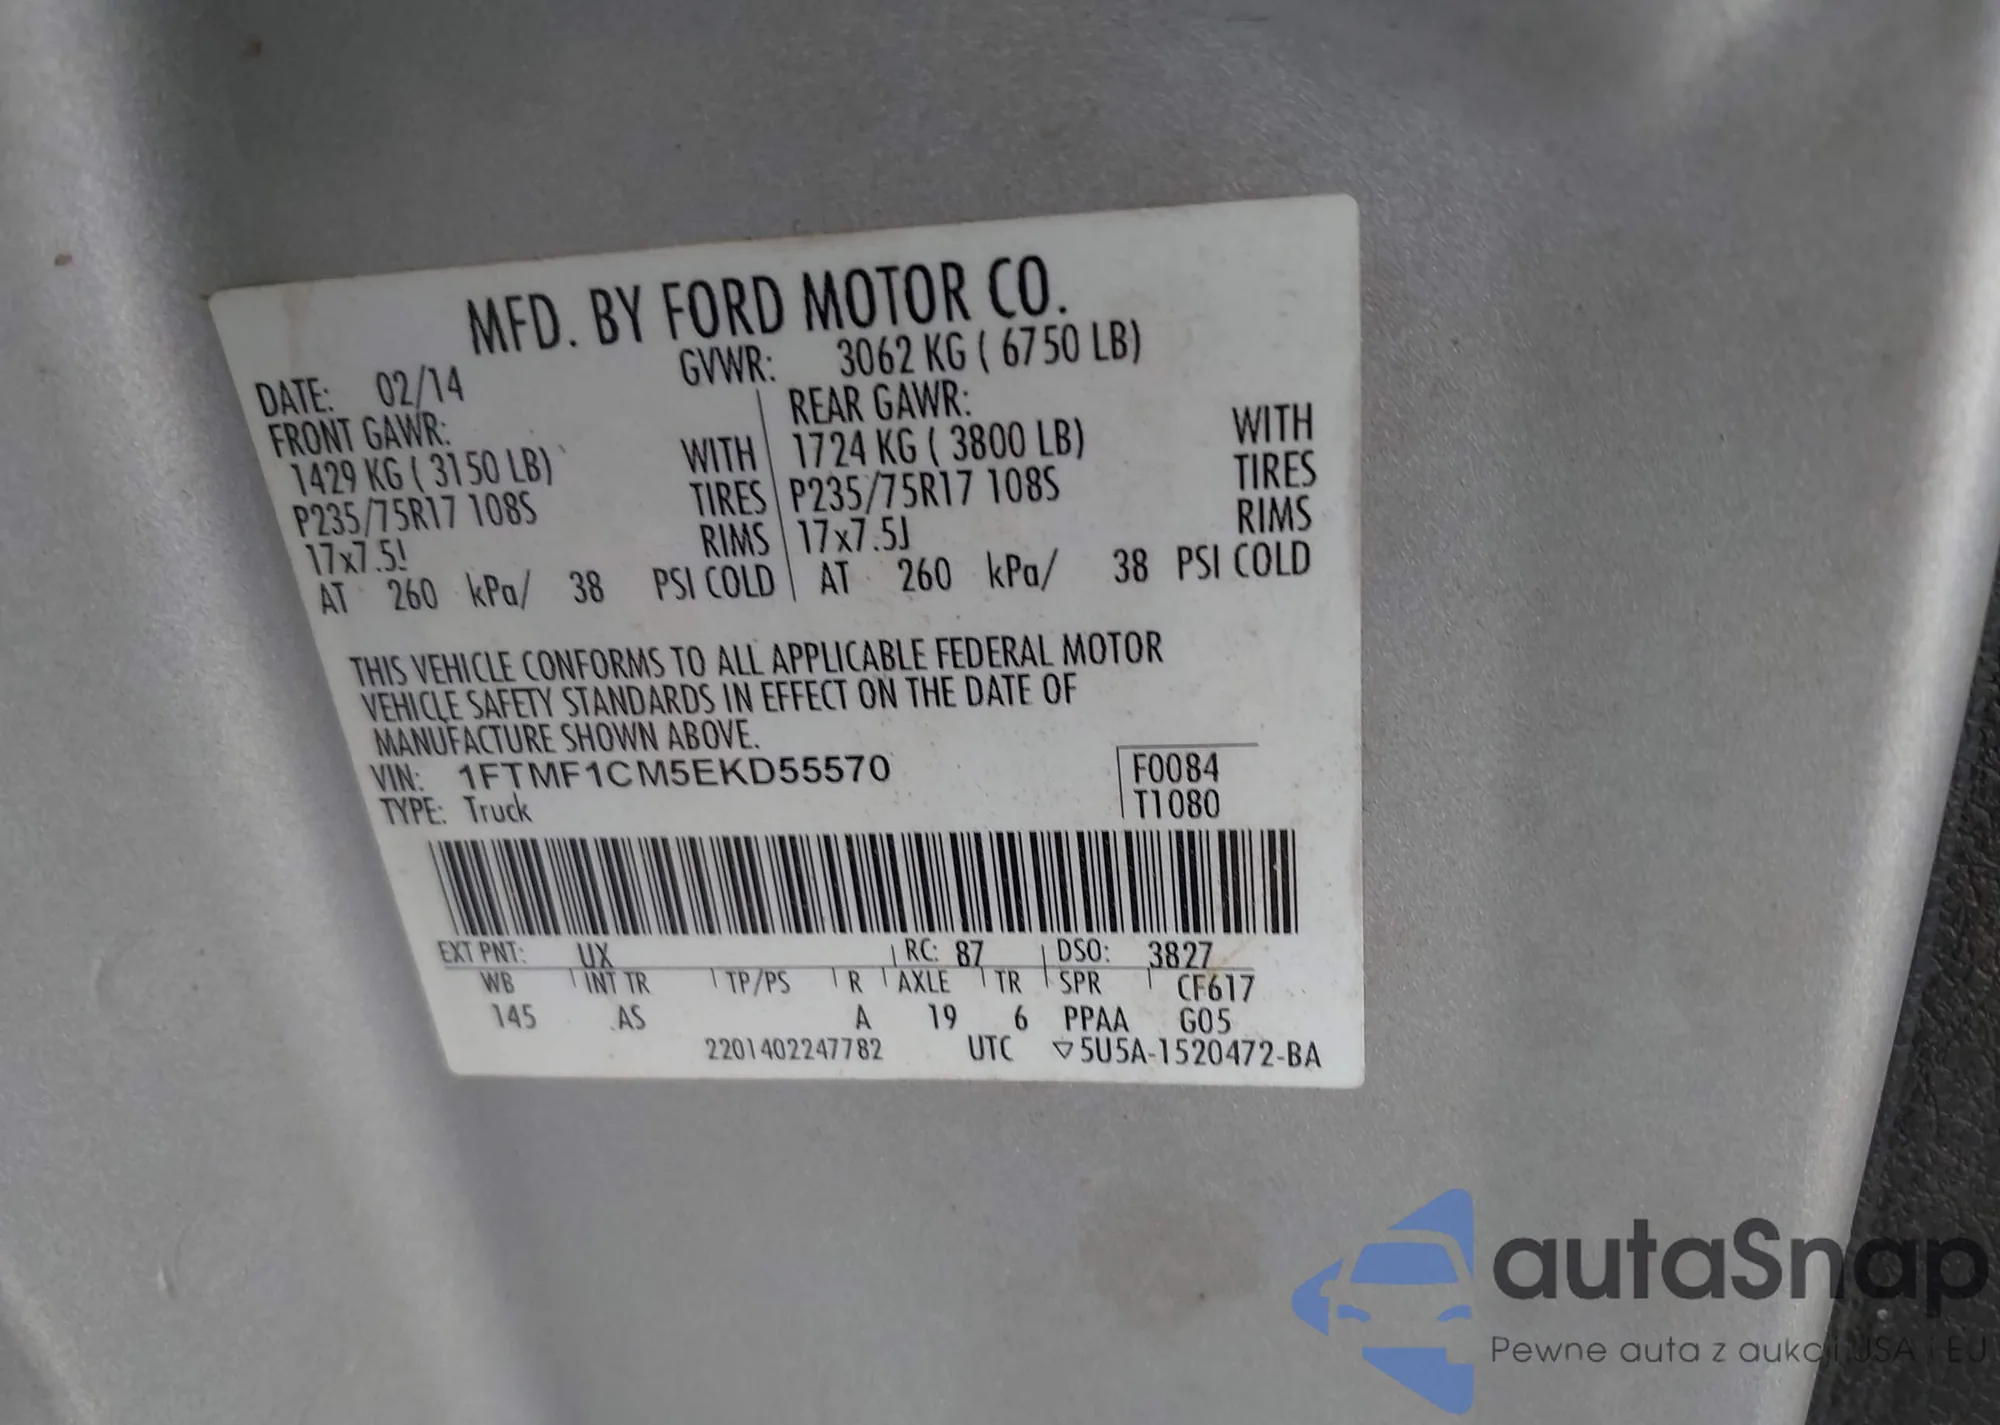 MFD. BY FORD MOTOR CO.
DATE: 02/14 GVWR: 3062 KG ( 6750 LB)
FRONT GAWR: REAR GAWR:
1429 KG ( 3150 LB) WITH 1724 KG ( 3800 LB) WITH
P235/75R17 108S TIRES P235/75R17 108S TIRES
17x7.5J RIMS 17x7.5J RIMS
AT 260 kPa/ 38 PSI COLD AT 260 kPa/ 38 PSI COLD
THIS VEHICLE CONFORMS TO ALL APPLICABLE FEDERAL MOTOR
VEHICLE SAFETY STANDARDS IN EFFECT ON THE DATE OF
MANUFACTURE SHOWN ABOVE.
VIN: 1FTMF1CM5EKD55570 F0084
TYPE: Truck T1080
EXT PNT: UX RC: 87 DSO: 3827
WB INT TR TP/PS R AXLE TR SPR CF617
145 AS A 19 6 PPAA G05
2201402247782 UTC ▽5U5A-1520472-BA
autaSnap
Pewne auta z aukcji USA i EU